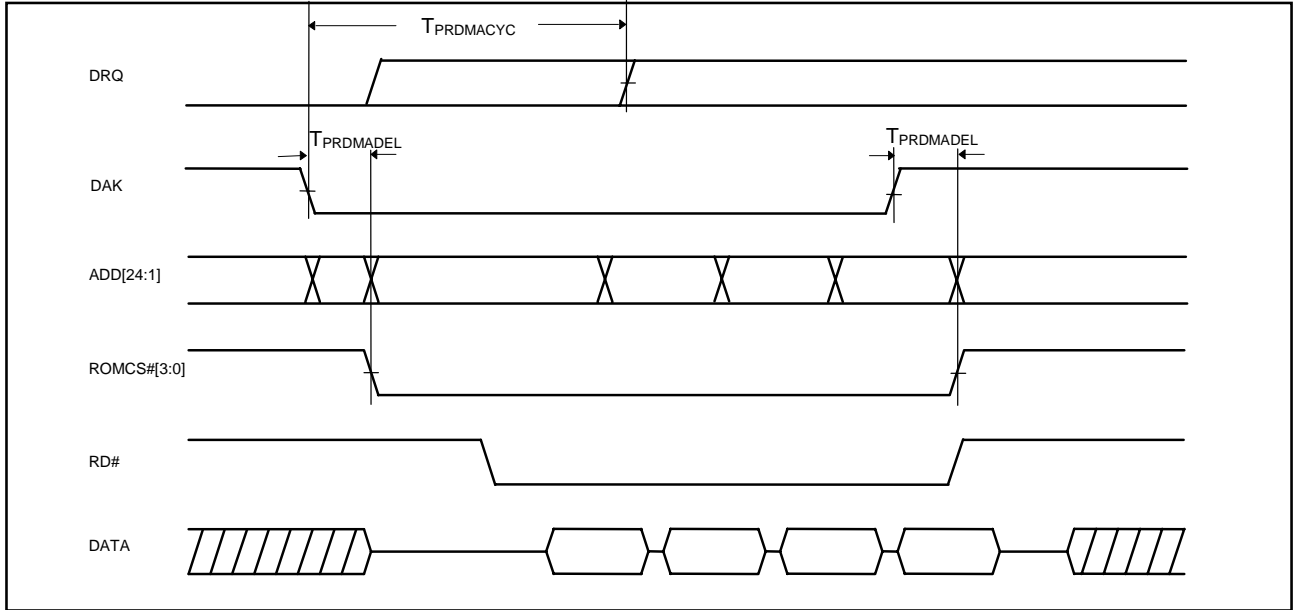 TPRDMACYC
DRQ
TPRDMADEL
TPRDMADEL
DAK
ADD[24:1]
ROMCS#[3:0]
RD#
DATA